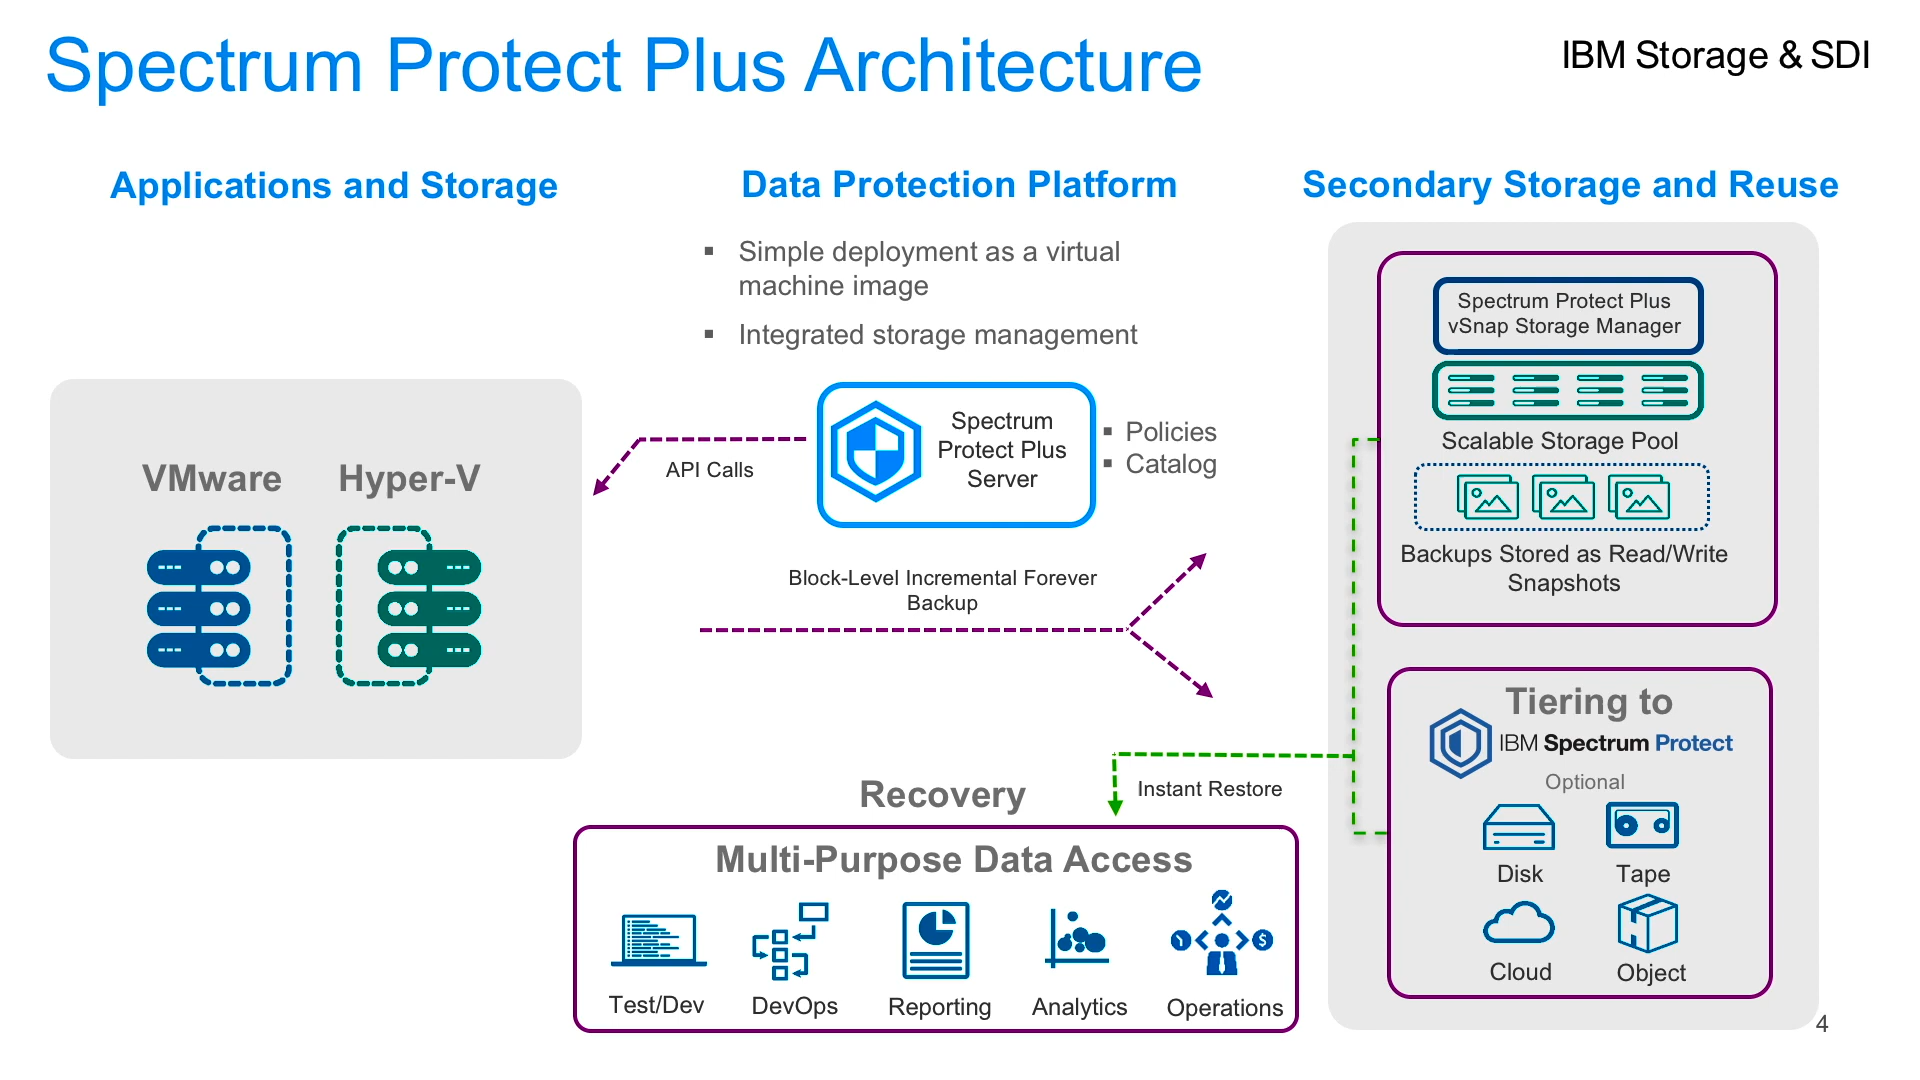 Spectrum Protect Plus Architecture
IBM Storage & SDI
Applications and Storage
Data Protection Platform
Secondary Storage and Reuse
▪ Simple deployment as a virtual
machine image
▪ Integrated storage management
VMware
Hyper-V
API Calls
Spectrum
Protect Plus
Server
▪ Policies
▪ Catalog
Block-Level Incremental Forever
Backup
Spectrum Protect Plus
vSnap Storage Manager
Scalable Storage Pool
Backups Stored as Read/Write
Snapshots
Tiering to
IBM Spectrum Protect
Optional
Disk
Tape
Cloud
Object
Instant Restore
Recovery
Multi-Purpose Data Access
Test/Dev
DevOps
Reporting
Analytics
$
Operations
4